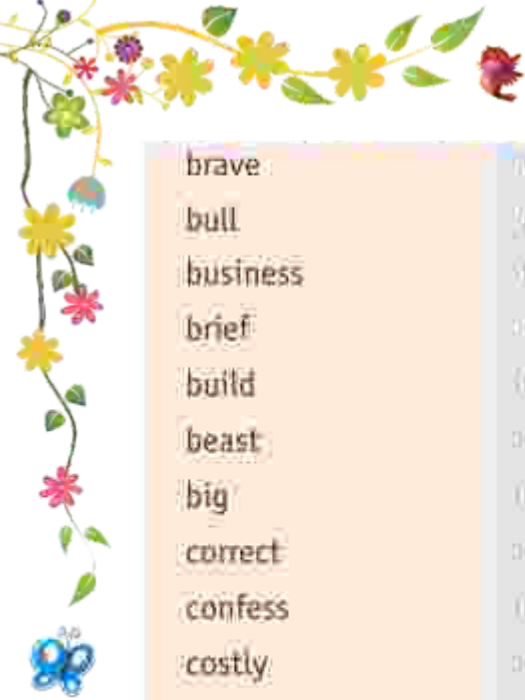 brave
bull
business
brief
build
beast
big
correct
confess
costly